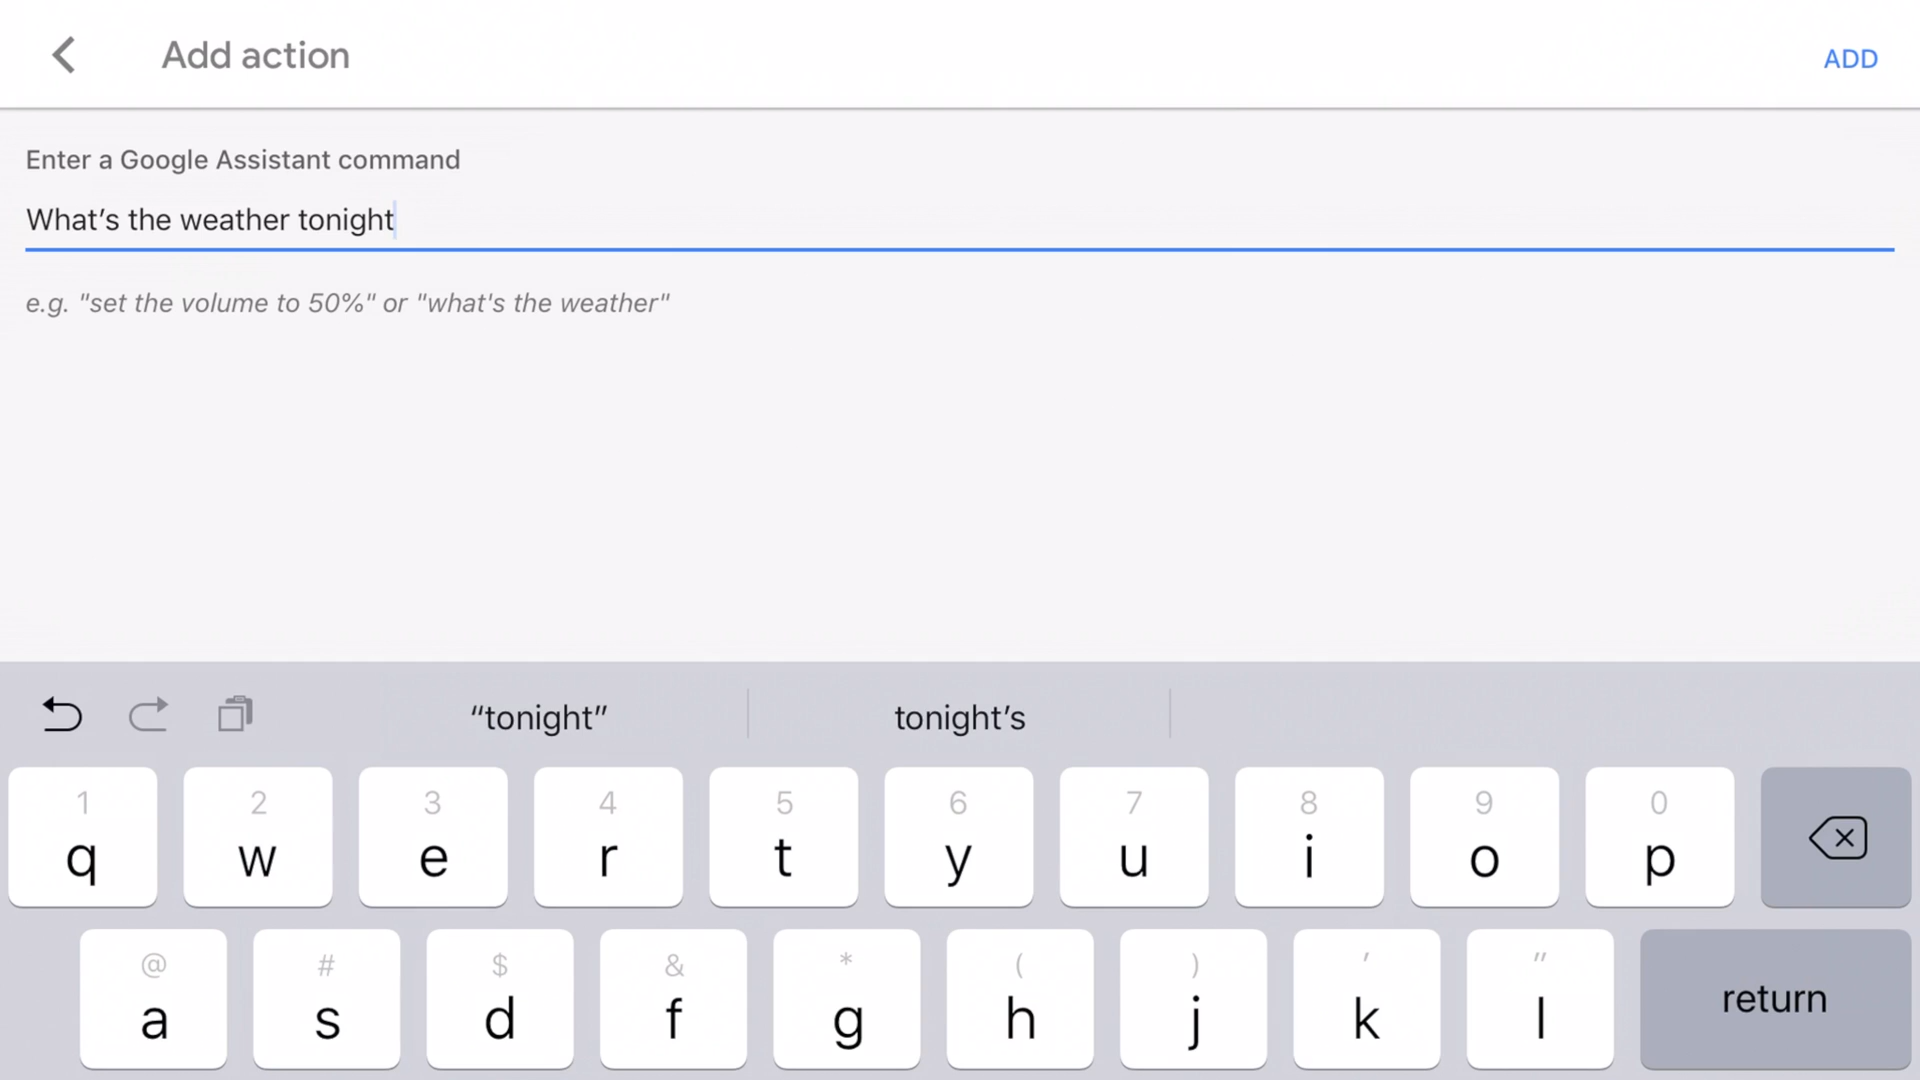 Add action
ADD
Enter a Google Assistant command
What’s the weather tonight
e.g. "set the volume to 50%" or "what's the weather"
“tonight” tonight’s
1 2 3 4 5 6 7 8 9 0
q w e r t y u i o p
@ # $ & * ( ) ′ ″
a s d f g h j k l return